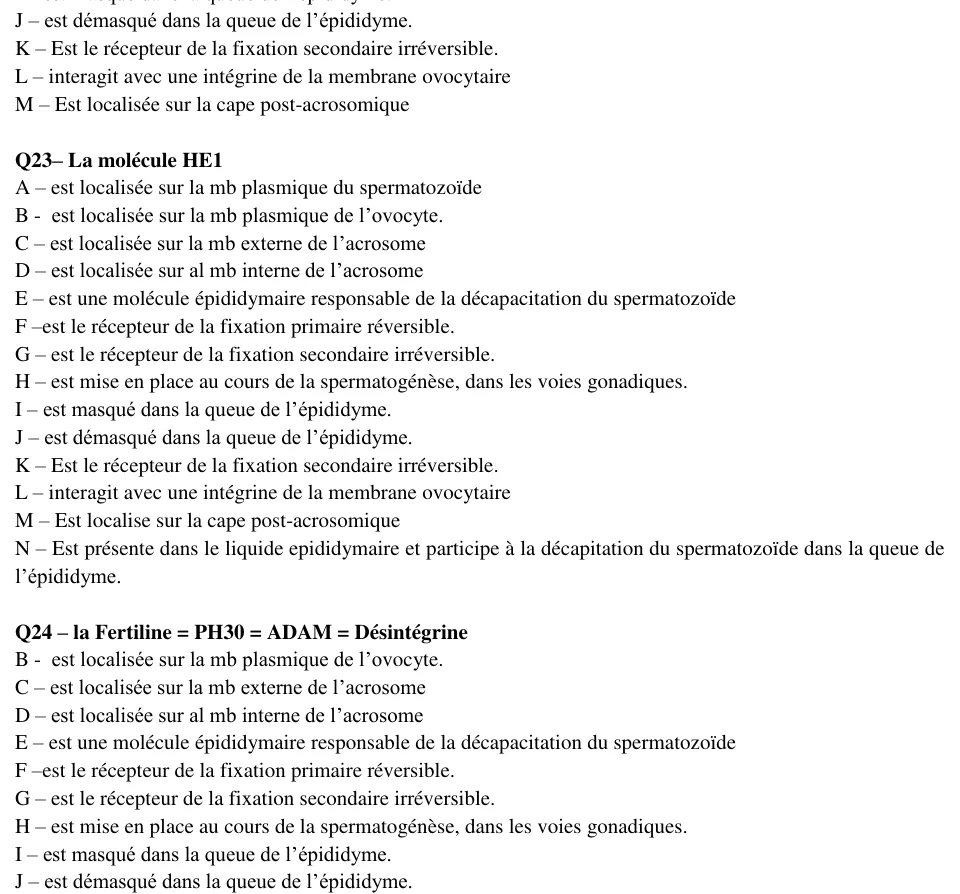 J – est démasqué dans la queue de l’épididyme.
K – Est le récepteur de la fixation secondaire irréversible.
L – interagit avec une intégrine de la membrane ovocytaire
M – Est localisée sur la cape post-acrosomique
Q23– La molécule HE1
A – est localisée sur la mb plasmique du spermatozoïde
B -  est localisée sur la mb plasmique de l’ovocyte.
C – est localisée sur la mb externe de l’acrosome
D – est localisée sur al mb interne de l’acrosome
E – est une molécule épididymaire responsable de la décapacitation du spermatozoïde
F –est le récepteur de la fixation primaire réversible.
G – est le récepteur de la fixation secondaire irréversible.
H – est mise en place au cours de la spermatogénèse, dans les voies gonadiques.
I – est masqué dans la queue de l’épididyme.
J – est démasqué dans la queue de l’épididyme.
K – Est le récepteur de la fixation secondaire irréversible.
L – interagit avec une intégrine de la membrane ovocytaire
M – Est localise sur la cape post-acrosomique
N – Est présente dans le liquide epididymaire et participe à la décapitation du spermatozoïde dans la queue de
l’épididyme.
Q24 – la Fertiline = PH30 = ADAM = Désintégrine
B -  est localisée sur la mb plasmique de l’ovocyte.
C – est localisée sur la mb externe de l’acrosome
D – est localisée sur al mb interne de l’acrosome
E – est une molécule épididymaire responsable de la décapacitation du spermatozoïde
F –est le récepteur de la fixation primaire réversible.
G – est le récepteur de la fixation secondaire irréversible.
H – est mise en place au cours de la spermatogénèse, dans les voies gonadiques.
I – est masqué dans la queue de l’épididyme.
J – est démasqué dans la queue de l’épididyme.